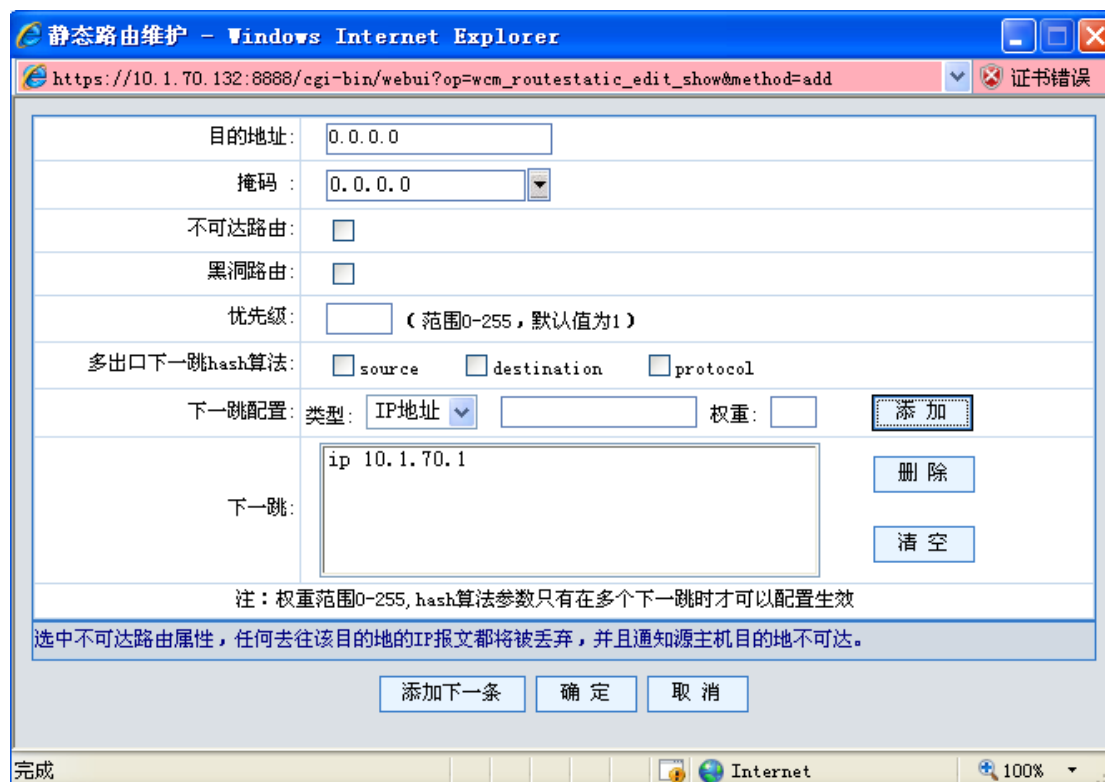 静态路由维护 - Windows Internet Explorer
https://10.1.70.132:8888/cgi-bin/webui?op=wcm_routestatic_edit_show&method=add 证书错误
目的地址: 0.0.0.0
掩码 : 0.0.0.0
不可达路由:
黑洞路由:
优先级: (范围0-255,默认值为1)
多出口下一跳hash算法: source destination protocol
下一跳配置: 类型: IP地址 权重: 添 加
ip 10.1.70.1
删 除
下一跳:
清 空
注:权重范围0-255,hash算法参数只有在多个下一跳时才可以配置生效
选中不可达路由属性,任何去往该目的地的IP报文都将被丢弃,并且通知源主机目的地不可达。
添加下一条 确 定 取 消
完成 Internet 100%